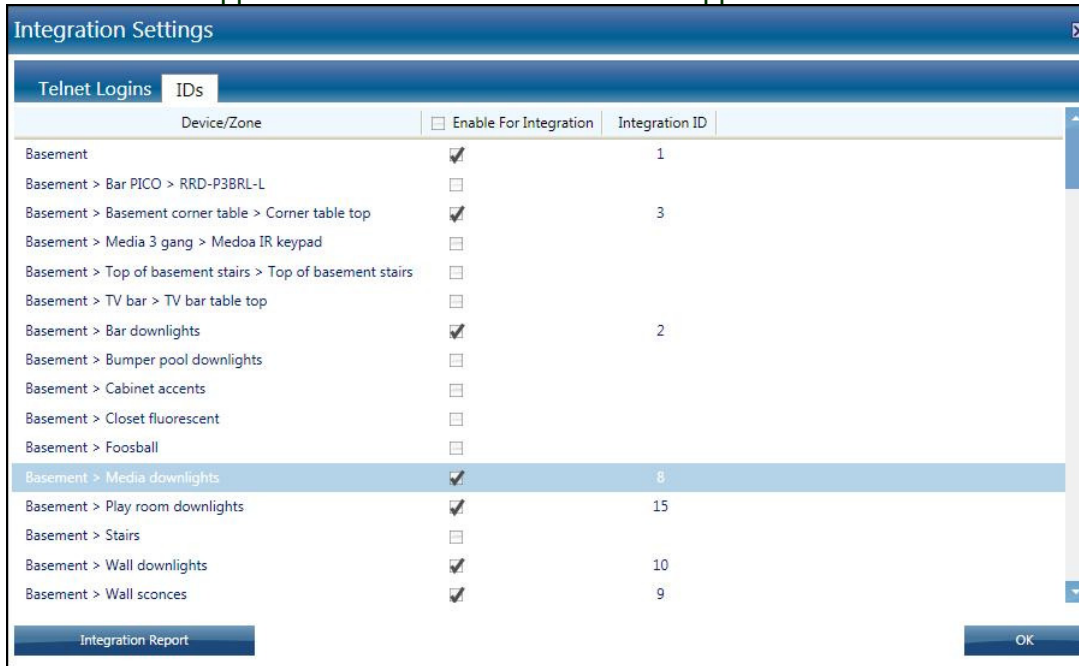 Integration Settings
Telnet Logins IDs
Device/Zone Enable For Integration Integration ID
Basement 1
Basement > Bar PICO > RRD-P3BRL-L
Basement > Basement corner table > Corner table top 3
Basement > Media 3 gang > Medoa IR keypad
Basement > Top of basement stairs > Top of basement stairs
Basement > TV bar > TV bar table top
Basement > Bar downlights 2
Basement > Bumper pool downlights
Basement > Cabinet accents
Basement > Closet fluorescent
Basement > Foosball
Basement > Media downlights 8
Basement > Play room downlights 15
Basement > Stairs
Basement > Wall downlights 10
Basement > Wall sconces 9
Integration Report OK